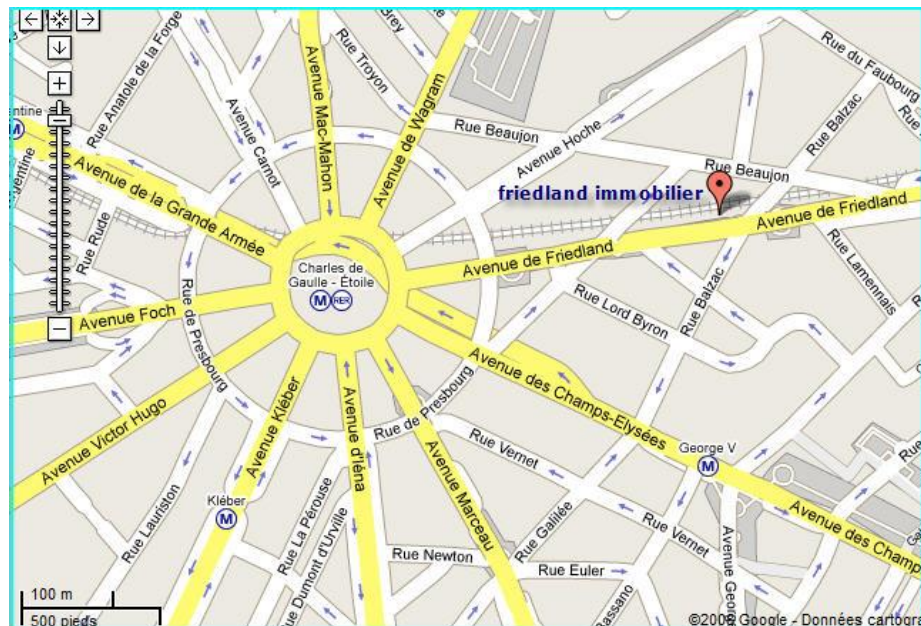 Rue Anatole de la Forge
Brey
Rue Troyon
Avenue Mac-Mahon
Avenue de Wagram
Avenue Carnot
Rue Beaujon
Avenue Hoche
Rue du Faubourg
Rue Balzac
Rue Beaujon
friedland immobilier
Avenue de Friedland
Avenue de Friedland
Avenue de la Grande Armée
Rue Rude
Charles de
Gaulle - Étoile
M
RER
M
Avenue Foch
Rue de Presbourg
Rue Lord Byron
Rue Balzac
Rue Lamennais
Avenue Victor Hugo
Avenue Kléber
Avenue d'Iéna
Rue de Presbourg
Avenue des Champs-Elysées
George V
M
Rue Vernet
Avenue Marceau
Rue Galilée
Rue Vernet
Kléber
M
Rue Lauriston
Rue La Pérouse
Rue Dumont d'Urville
Rue Newton
Rue Euler
Bassano
Avenue George
Avenue des Champ
100 m
500 pieds
Google - Données cartogra